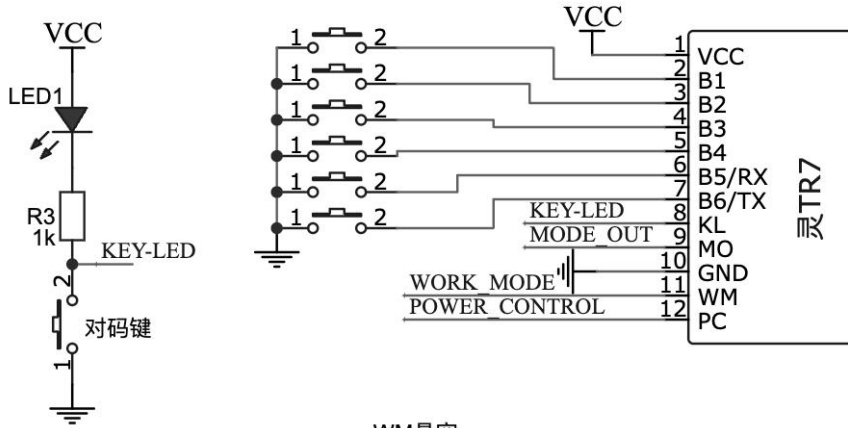 VCC
LED1
R3
1k
KEY-LED
2
对码键
1
1 2
1 2
1 2
1 2
1 2
1 2
VCC
1 VCC
2 B1
3 B2
4 B3
5 B4
6 B5/RX
7 B6/TX
KEY-LED 8 KL
MODE_OUT 9 MO
10 GND
WORK_MODE 11 WM
POWER_CONTROL 12 PC
灵TR7